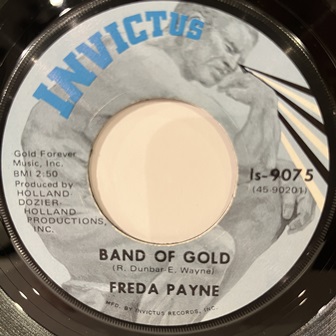 INVICTUS
Gold Forever
Music, Inc.
BMI 2:50
Produced by
HOLLAND-
DOZIER-
HOLLAND
PRODUCTIONS,
INC.
Is-9075
(45-90201)
BAND OF GOLD
(R. Dunbar-E. Wayne)
FREDA PAYNE
MFG. BY INVICTUS RECORDS, INC.